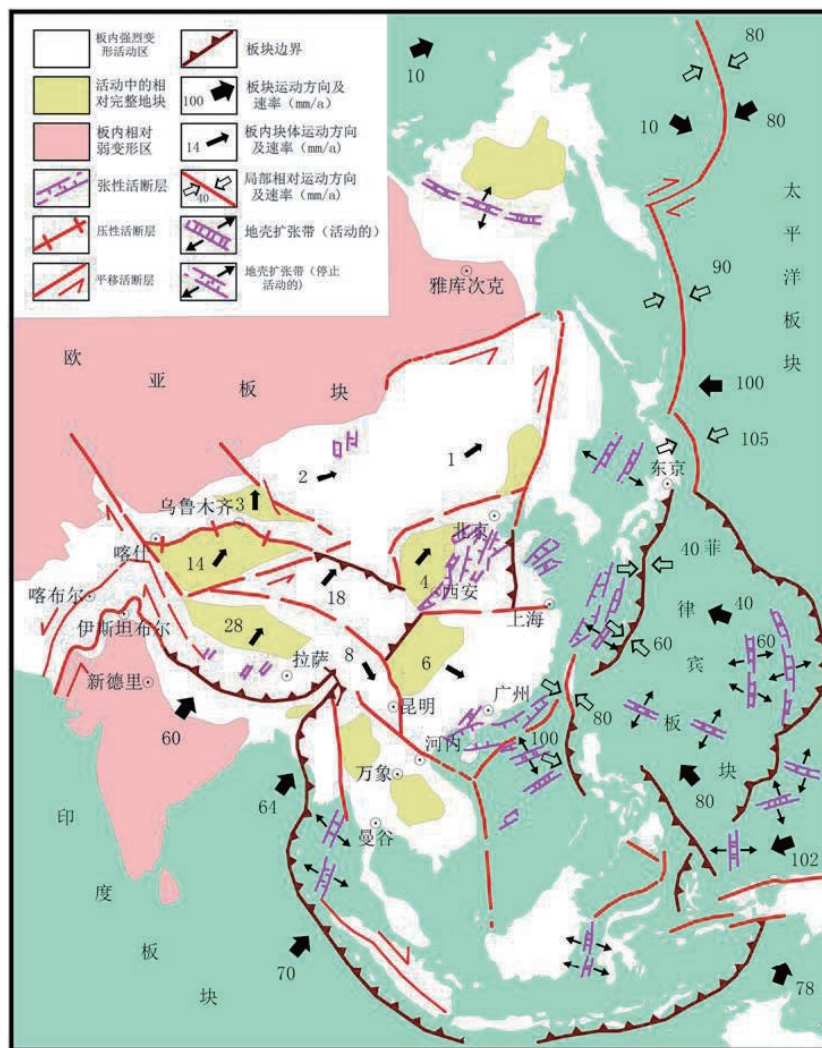 板内强烈变
形活动区
板块边界
活动中的相
对完整地块
100
板块运动方向及
速率（mm/a）
板内相对
弱变形区
14
板内块体运动方向
及速率（mm/a）
张性活断层
40
局部相对运动方向
及速率（mm/a）
压性活断层
地壳扩张带（活动的）
平移活断层
地壳扩张带（停止
活动的）
10
80
10
80
太平洋板块
雅库次克
90
欧亚板块
100
105
1
2
东京
乌鲁木齐
3
北京
喀什
14
4
40
菲律宾板块
18
西安
喀布尔
上海
40
伊斯坦布尔
28
60
60
拉萨
8
6
新德里
广州
昆明
80
60
100
河内
万象
80
64
曼谷
102
印度板块
70
78